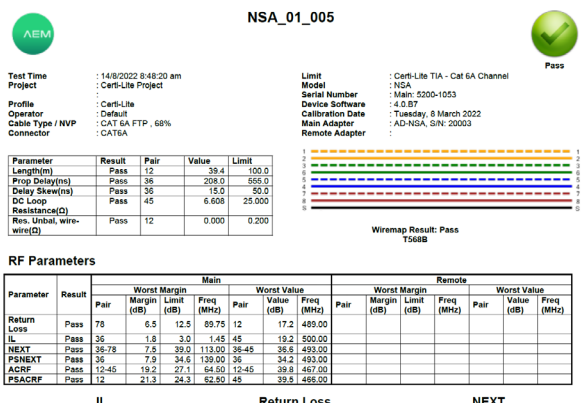 NSA_01_005
AEM
Pass
Test Time : 14/8/2022 8:48:20 am
Project : Certi-Lite Project
:
Profile : Certi-Lite
Operator : Default
Cable Type / NVP : CAT 6A FTP , 68%
Connector : CAT6A
Limit : Certi-Lite TIA - Cat 6A Channel
Model : NSA
Serial Number : Main: 5200-1053
Device Software : 4.0.B7
Calibration Date : Tuesday, 8 March 2022
Main Adapter : AD-NSA, S/N: 20003
Remote Adapter :
Parameter Result Pair Value Limit
Length(m) Pass 12 39.4 100.0
Prop Delay(ns) Pass 36 208.0 555.0
Delay Skew(ns) Pass 36 15.0 50.0
DC Loop Resistance(Ω) Pass 45 6.608 25.000
Res. Unbal, wire-wire(Ω) Pass 12 0.000 0.200
1 1
2 2
3 3
6 6
5 5
4 4
7 7
8 8
S S
Wiremap Result: Pass
T568B
RF Parameters
Main Remote
Worst Margin Worst Value Worst Margin Worst Value
Parameter Result Pair Margin (dB) Limit (dB) Freq (MHz) Pair Value (dB) Freq (MHz) Pair Margin (dB) Limit (dB) Freq (MHz) Pair Value (dB) Freq (MHz)
Return Loss Pass 78 6.5 12.5 89.75 12 17.2 489.00
IL Pass 36 1.8 3.0 1.45 45 19.2 500.00
NEXT Pass 36-78 7.5 39.0 113.00 36-45 36.6 493.00
PSNEXT Pass 36 7.9 34.6 139.00 36 34.2 493.00
ACRF Pass 12-45 19.2 27.1 64.50 12-45 39.8 467.00
PSACRF Pass 12 21.3 24.3 62.50 45 39.5 466.00
IL Return Loss NEXT